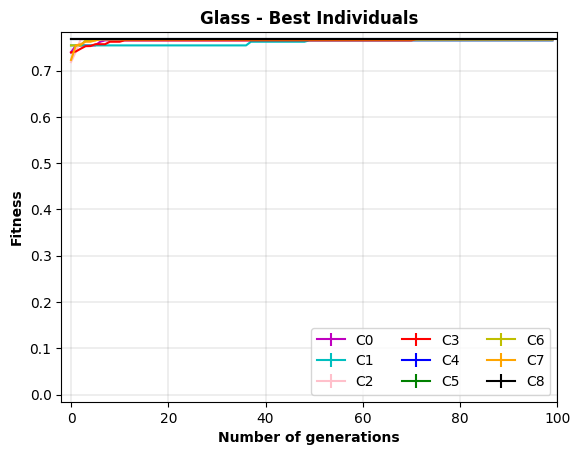 Glass - Best Individuals
Fitness
0.7
0.6
0.5
0.4
0.3
0.2
0.1
0.0
C0 C3 C6
C1 C4 C7
C2 C5 C8
0 20 40 60 80 100
Number of generations